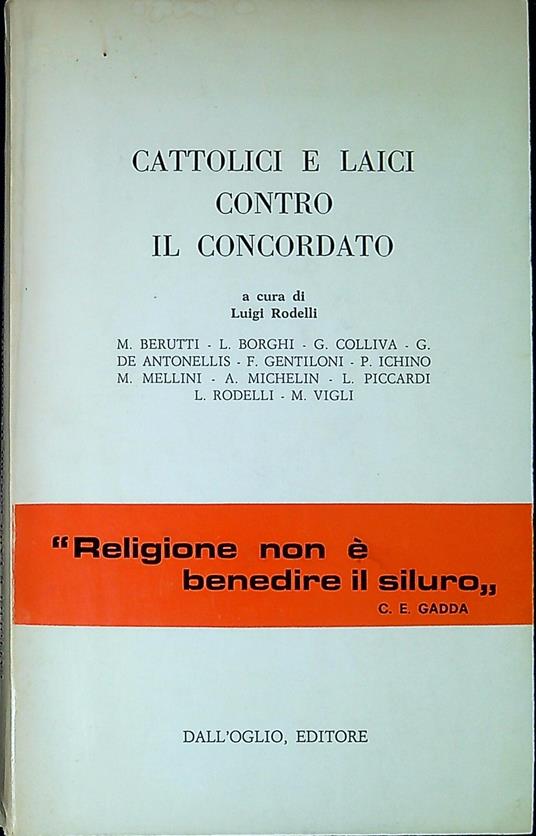 CATTOLICI E LAICI
CONTRO
IL CONCORDATO
a cura di
Luigi Rodelli
M. BERUTTI - L. BORGHI - G. COLLIVA - G.
DE ANTONELLIS - F. GENTILONI - P. ICHINO
M. MELLINI - A. MICHELIN - L. PICCARDI
L. RODELLI - M. VIGLI
“Religione non è
benedire il siluro„
C. E. GADDA
DALL'OGLIO, EDITORE